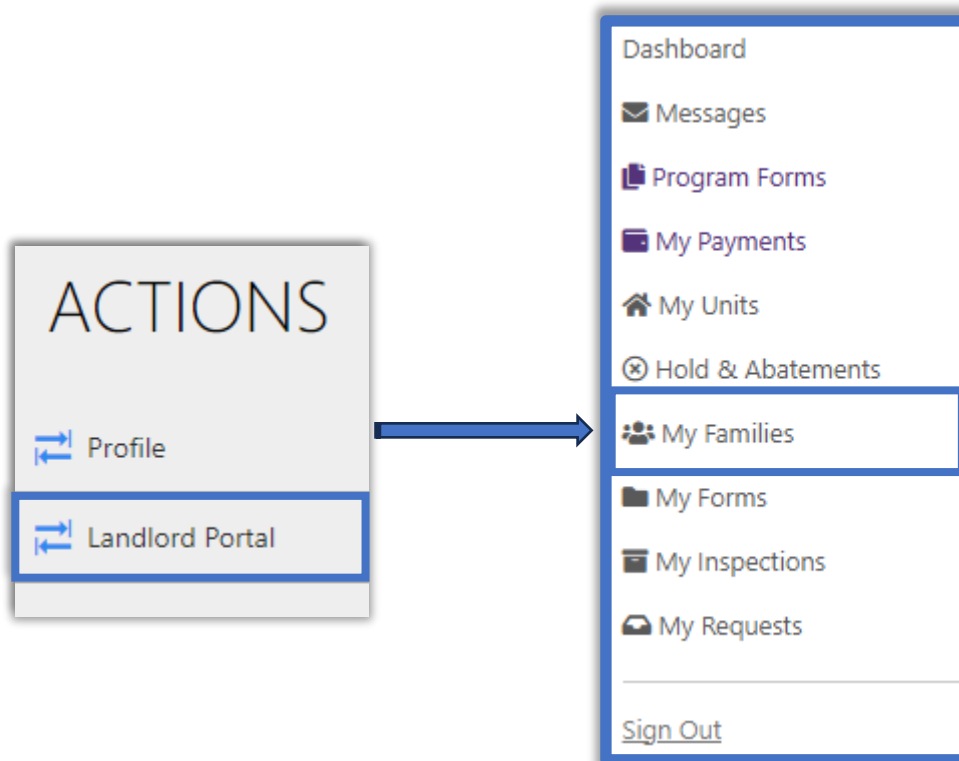 ACTIONS
Profile
Landlord Portal
Dashboard
Messages
Program Forms
My Payments
My Units
Hold & Abatements
My Families
My Forms
My Inspections
My Requests
Sign Out